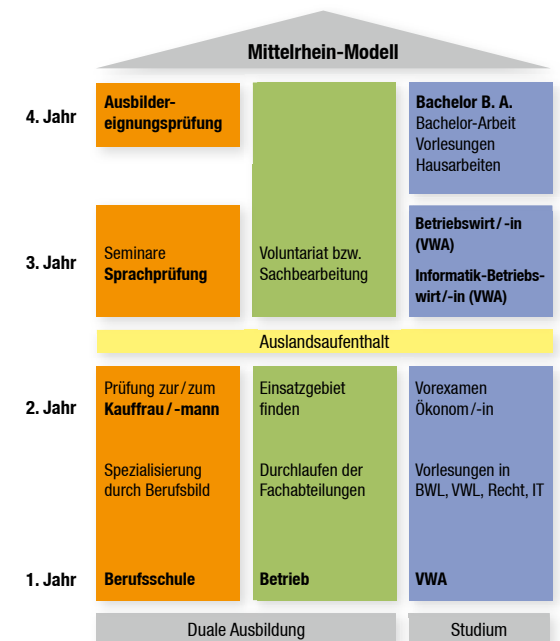 Mittelrhein-Modell
4. Jahr
Ausbilder-
eignungsprüfung
Bachelor B. A.
Bachelor-Arbeit
Vorlesungen
Hausarbeiten
3. Jahr
Seminare
Sprachprüfung
Voluntariat bzw.
Sachbearbeitung
Betriebswirt/-in
(VWA)
Informatik-Betriebs-
wirt/-in (VWA)
Auslandsaufenthalt
2. Jahr
Prüfung zur/zum
Kauffrau/-mann
Einsatzgebiet
finden
Vorexamen
Ökonom/-in
Spezialisierung
durch Berufsbild
Durchlaufen der
Fachabteilungen
Vorlesungen in
BWL, VWL, Recht, IT
1. Jahr
Berufsschule
Betrieb
VWA
Duale Ausbildung
Studium